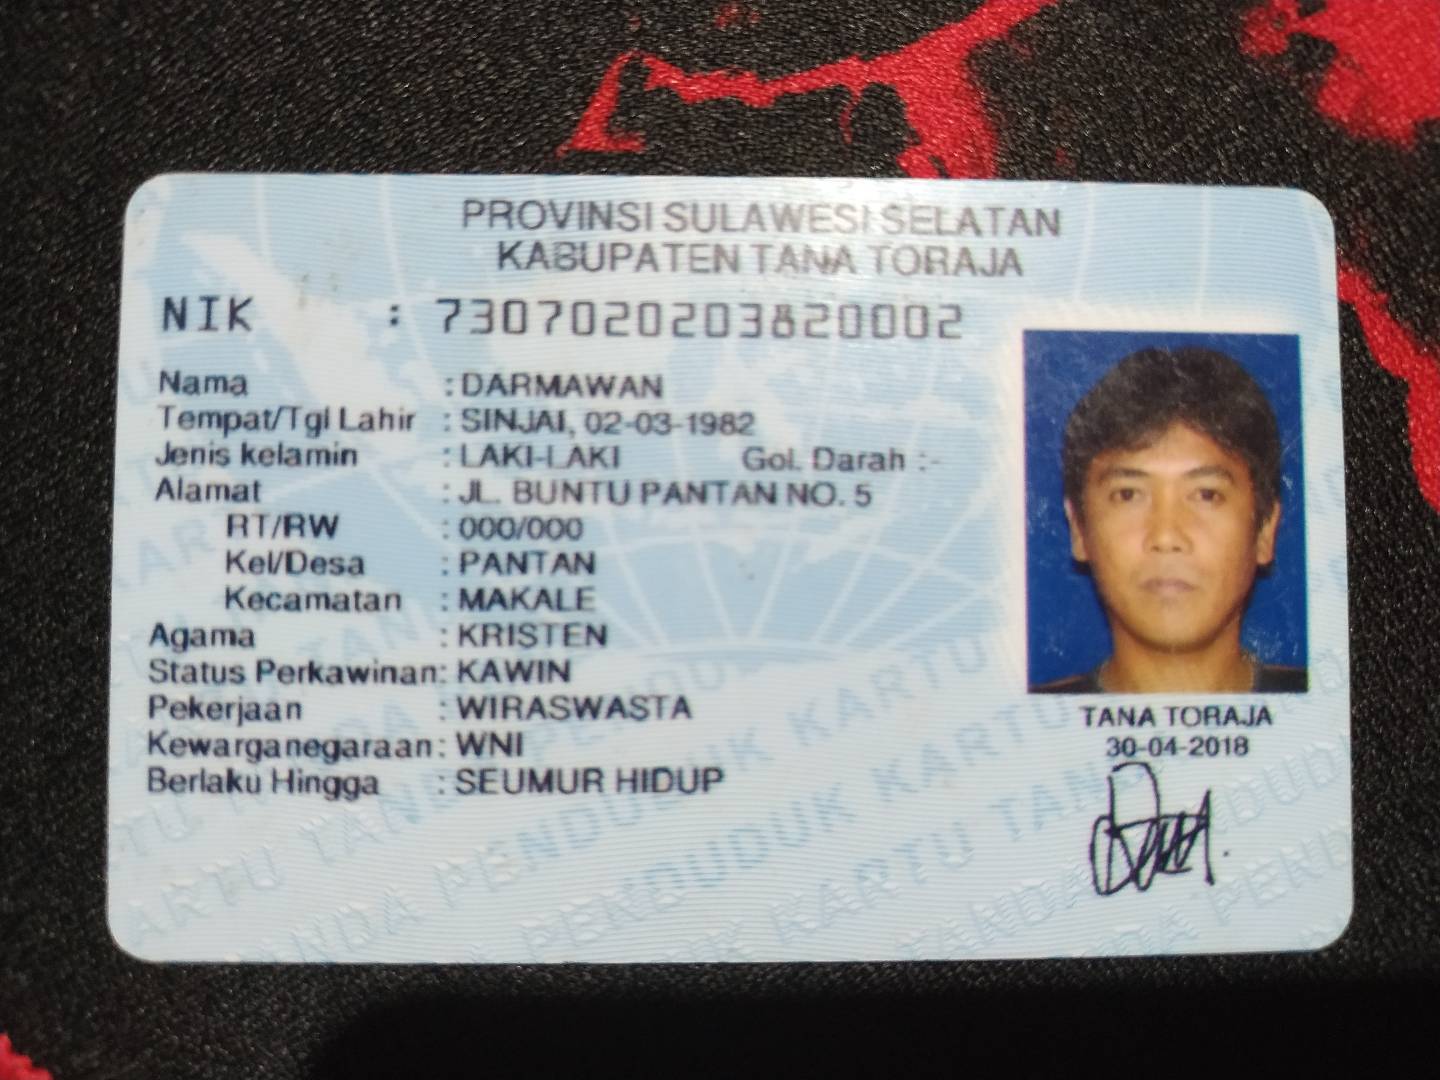 PROVINSI SULAWESI SELATAN
KABUPATEN TANA TORAJA
NIK : 7307020203820002
Nama : DARMAWAN
Tempat/Tgl Lahir : SINJAI, 02-03-1982
Jenis kelamin : LAKI-LAKI Gol. Darah : -
Alamat : JL. BUNTU PANTAN NO. 5
RT/RW : 000/000
Kel/Desa : PANTAN
Kecamatan : MAKALE
Agama : KRISTEN
Status Perkawinan: KAWIN
Pekerjaan : WIRASWASTA
Kewarganegaraan: WNI
Berlaku Hingga : SEUMUR HIDUP
TANA TORAJA
30-04-2018